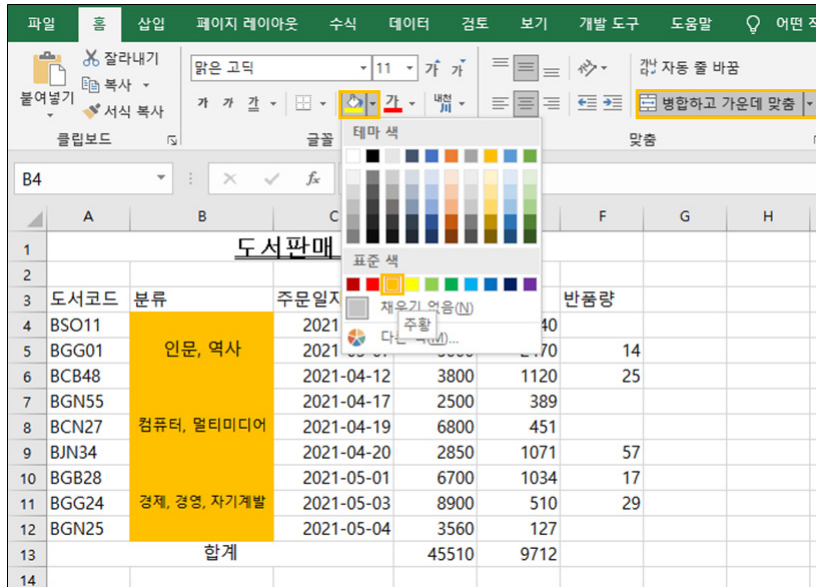 파일 홈 삽입 페이지 레이아웃 수식 데이터 검토 보기 개발 도구 도움말 어떤 작
잘라내기
복사
서식 복사
붙여넣기
클립보드
맑은 고딕 11 가 가
가 가 가 가 내천 川
글꼴
자동 줄 바꿈
병합하고 가운데 맞춤
맞춤
테마 색
표준 색
채우기 없음(N)
주황
B4 fx
A B C F G H
1 도서판매
2
3 도서코드 분류 주문일자 반품량
4 BSO11 2021 40
5 BGG01 인문, 역사 14
6 BCB48 2021-04-12 3800 1120 25
7 BGN55 2021-04-17 2500 389
8 BCN27 컴퓨터, 멀티미디어 2021-04-19 6800 451
9 BJN34 2021-04-20 2850 1071 57
10 BGB28 2021-05-01 6700 1034 17
11 BGG24 경제, 경영, 자기계발 2021-05-03 8900 510 29
12 BGN25 2021-05-04 3560 127
13 합계 45510 9712
14